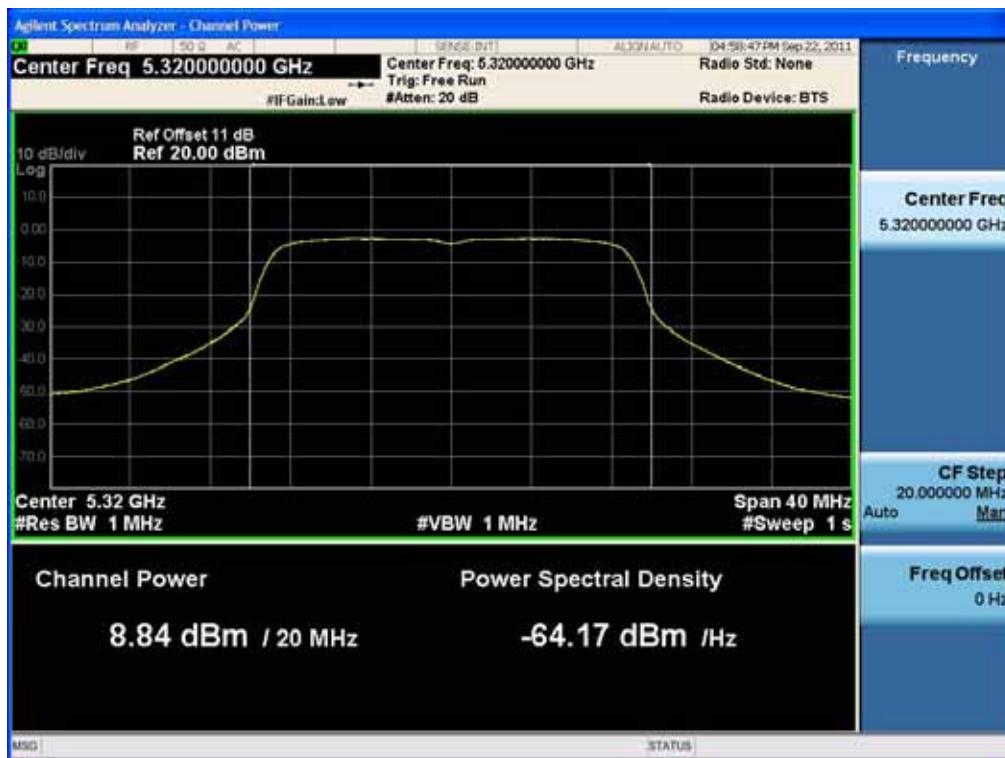 Agilent Spectrum Analyzer - Channel Power
RF 50 Ω AC SENSE:INT ALIGN AUTO 04:58:47 PM Sep 22, 2011
Center Freq 5.320000000 GHz
Center Freq: 5.320000000 GHz
Radio Std: None
Trig: Free Run
#IFGain:Low
#Atten: 20 dB
Radio Device: BTS
Ref Offset 11 dB
10 dB/div Ref 20.00 dBm
Log
10.0
0.00
-10.0
-20.0
-30.0
-40.0
-50.0
-60.0
-70.0
Center 5.32 GHz
Span 40 MHz
#Res BW 1 MHz
#VBW 1 MHz
#Sweep 1 s
Channel Power
Power Spectral Density
8.84 dBm / 20 MHz
-64.17 dBm /Hz
Frequency
Center Freq
5.320000000 GHz
CF Step
20.000000 MHz
Auto Man
Freq Offset
0 Hz
MSG
STATUS